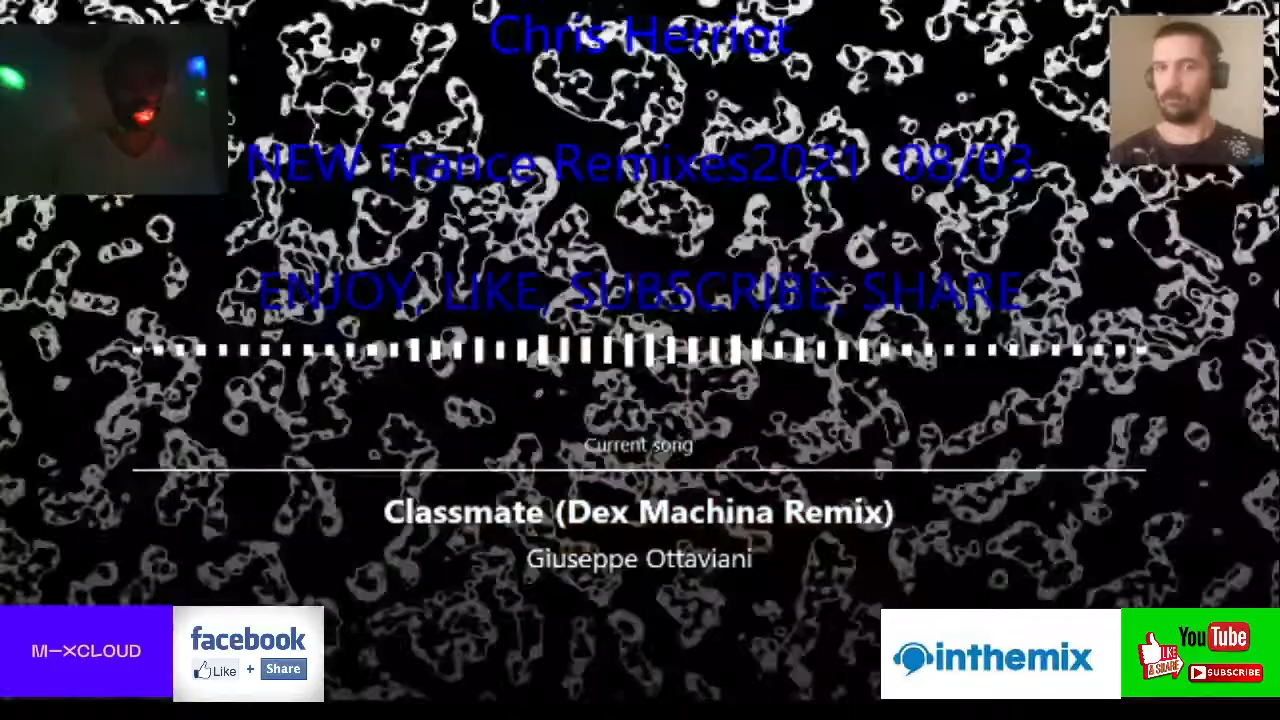 Chris Herriot
NEW Trance Remixes2021 08/03
ENJOY, LIKE, SUBSCRIBE, SHARE
Current song
Classmate (Dex Machina Remix)
Giuseppe Ottaviani
M—XCLOUD
facebook
Like + Share
inthemix
YouTube
LIKE
& SHARE
SUBSCRIBE